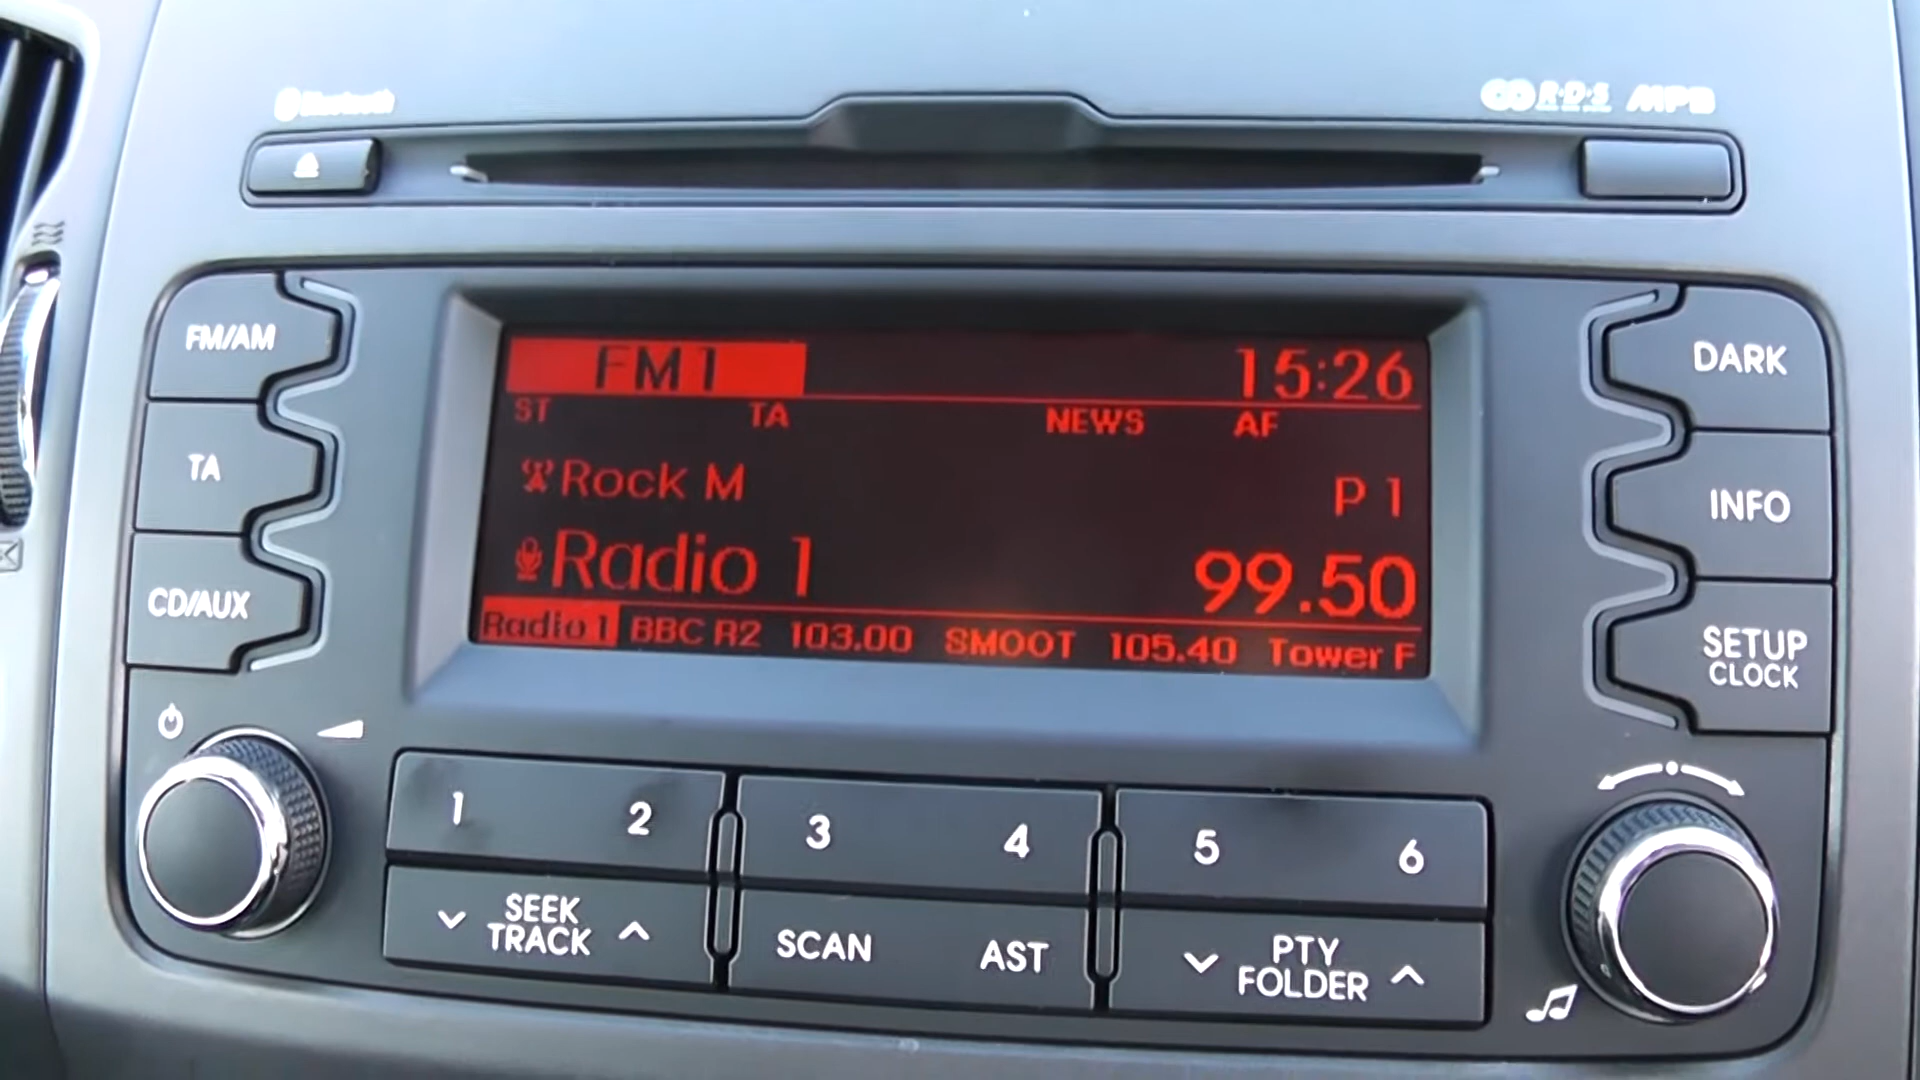 Bluetooth
R·D·S MP3
FM/AM
TA
CD/AUX
FM1 15:26
ST TA NEWS AF
Rock M P 1
Radio 1 99.50
Radio 1 BBC R2 103.00 SMOOT 105.40 Tower F
DARK
INFO
SETUP
CLOCK
1 2 3 4 5 6
SEEK
TRACK
SCAN AST
PTY
FOLDER